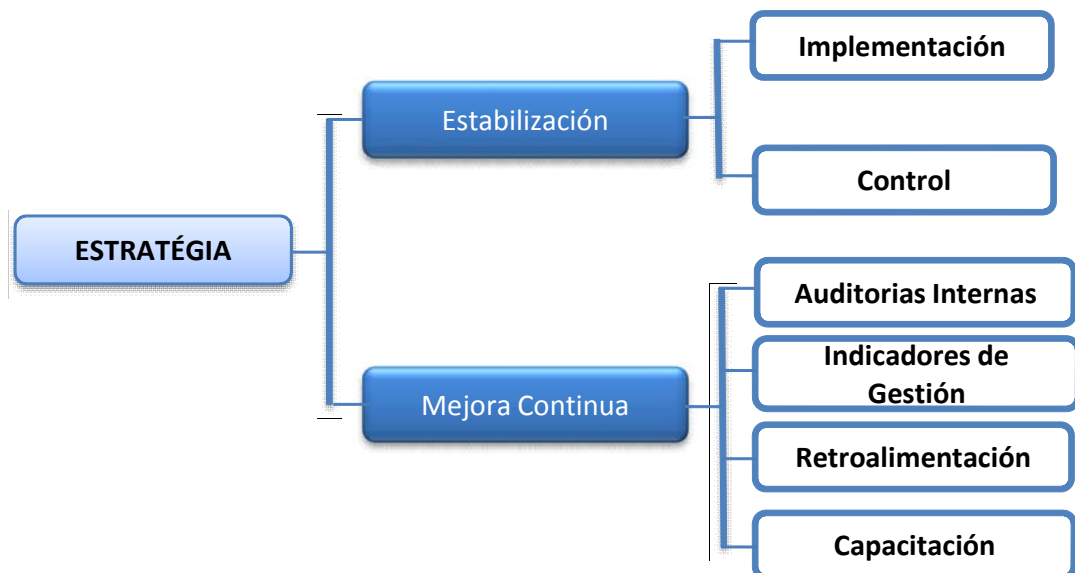 ESTRATÉGIA
Estabilización
Implementación
Control
Mejora Continua
Auditorias Internas
Indicadores de
Gestión
Retroalimentación
Capacitación